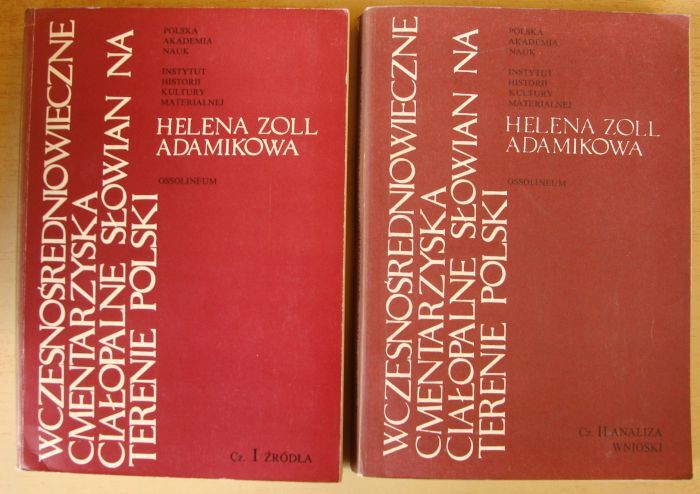 WCZESNOŚREDNIOWIECZNE
CMENTARZYSKA
CIAŁOPALNE SŁOWIAN NA
TERENIE POLSKI
POLSKA
AKADEMIA
NAUK
INSTYTUT
HISTORII
KULTURY
MATERIALNEJ
HELENA ZOLL
ADAMIKOWA
OSSOLINEUM
Cz. I ŹRÓDŁA
WCZESNOŚREDNIOWIECZNE
CMENTARZYSKA
CIAŁOPALNE SŁOWIAN NA
TERENIE POLSKI
POLSKA
AKADEMIA
NAUK
INSTYTUT
HISTORII
KULTURY
MATERIALNEJ
HELENA ZOLL
ADAMIKOWA
OSSOLINEUM
Cz. II ANALIZA
WNIOSKI